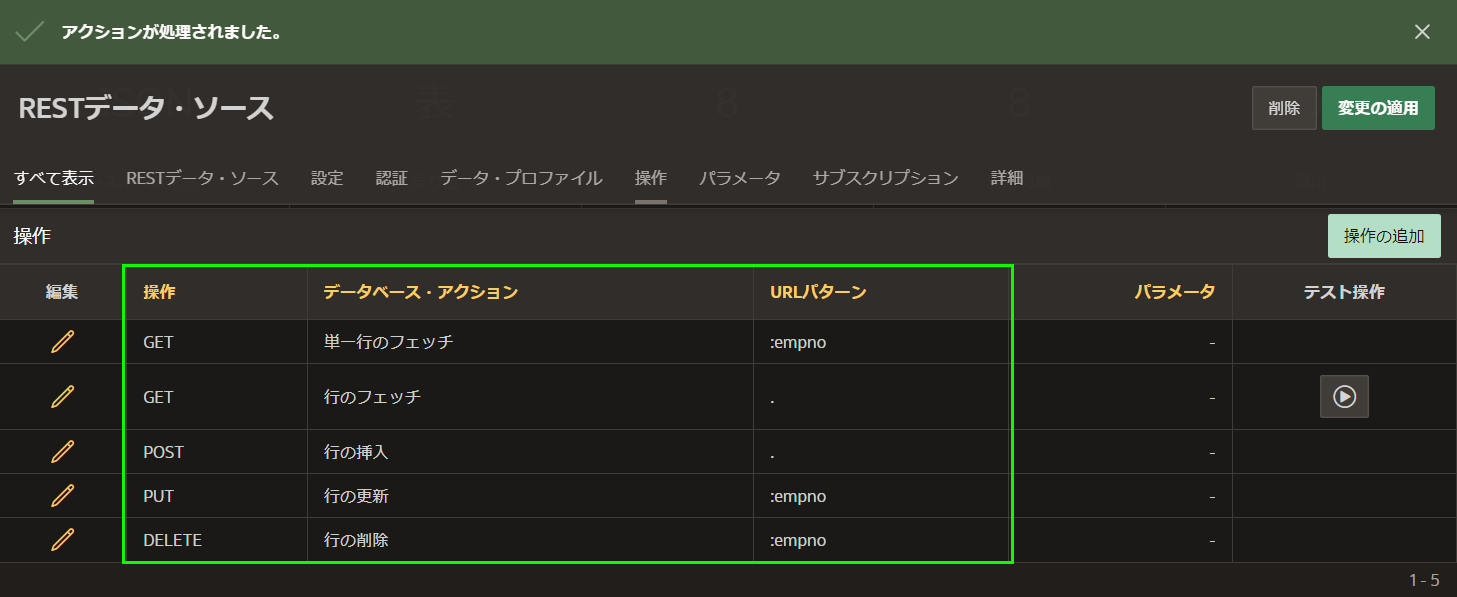 アクションが処理されました。
RESTデータ・ソース
削除
変更の適用
すべて表示 RESTデータ・ソース 設定 認証 データ・プロファイル 操作 パラメータ サブスクリプション 詳細
操作
操作の追加
編集 操作 データベース・アクション URLパターン パラメータ テスト操作
GET 単一行のフェッチ :empno -
GET 行のフェッチ . -
POST 行の挿入 . -
PUT 行の更新 :empno -
DELETE 行の削除 :empno -
1 - 5